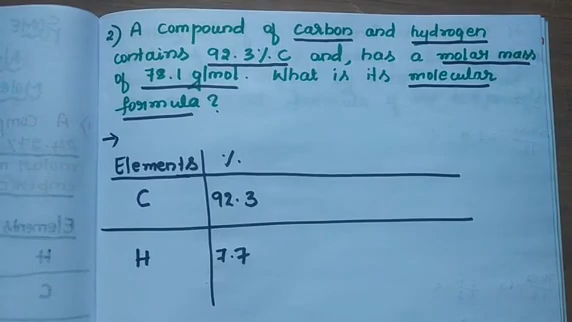 2) A compound of carbon and hydrogen
contains 92.3% C and, has a molar mass
of 78.1 g/mol. What is its molecular
formula?
→
Elements %
C 92.3
H 7.7